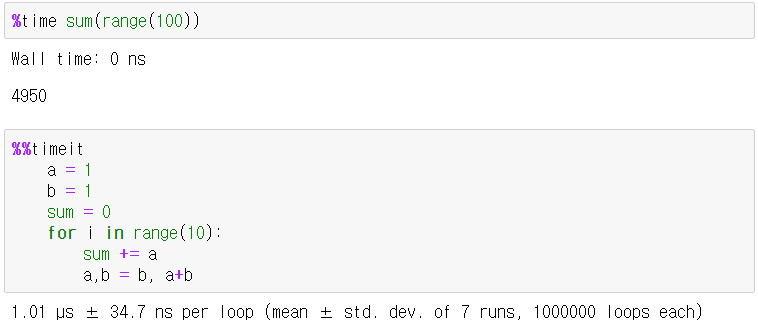 %time sum(range(100))
Wall time: 0 ns
4950
%%timeit
    a = 1
    b = 1
    sum = 0
    for i in range(10):
        sum += a
        a,b = b, a+b
1.01 µs ± 34.7 ns per loop (mean ± std. dev. of 7 runs, 1000000 loops each)